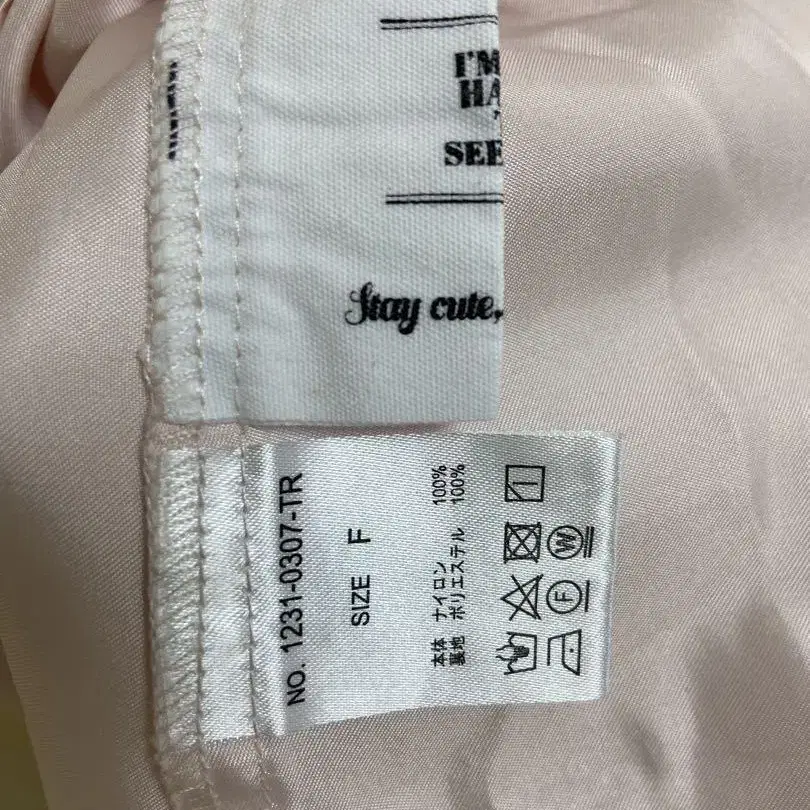 I'M
HA
SEE
Stay cute,
NO. 1231-0307-TR
SIZE F
本体 ナイロン 100%
裏地 ポリエステル 100%
F
W